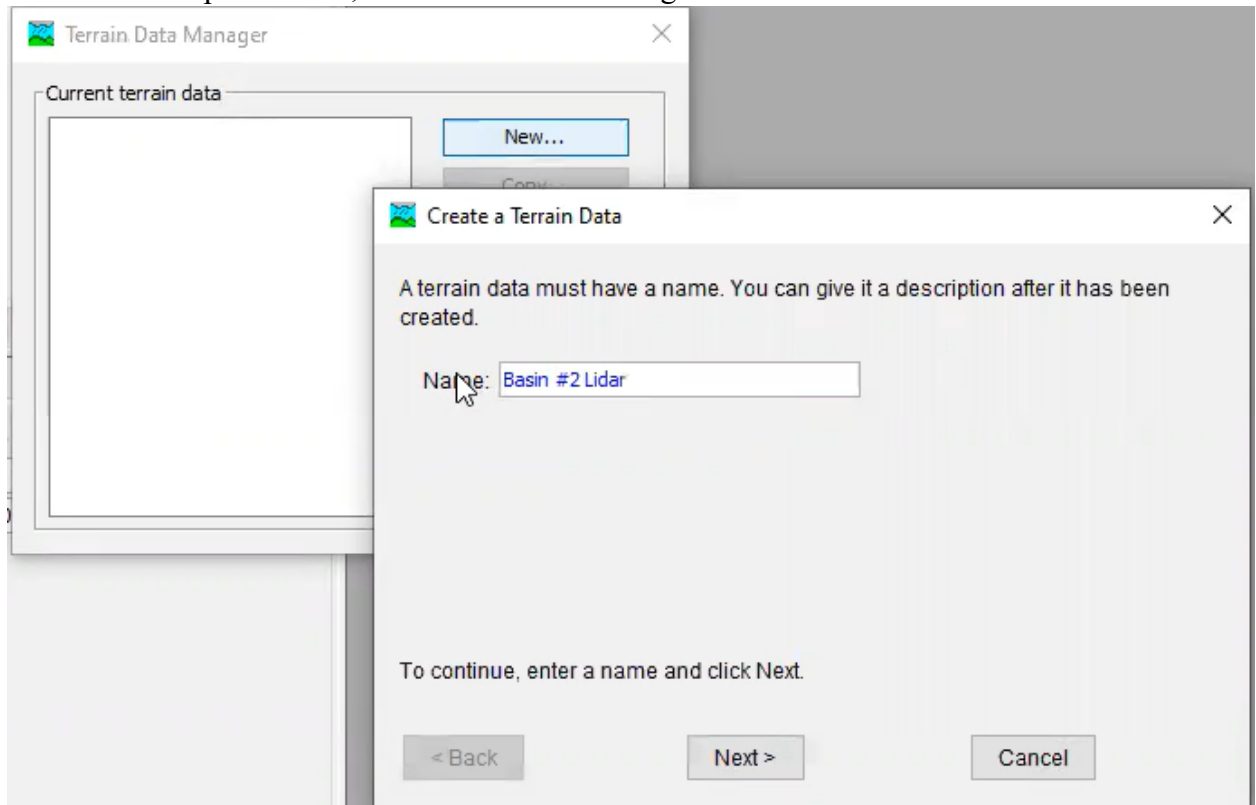 Terrain Data Manager
Current terrain data
New...
Create a Terrain Data
A terrain data must have a name. You can give it a description after it has been
created.
Name: Basin #2 Lidar
To continue, enter a name and click Next.
< Back Next > Cancel